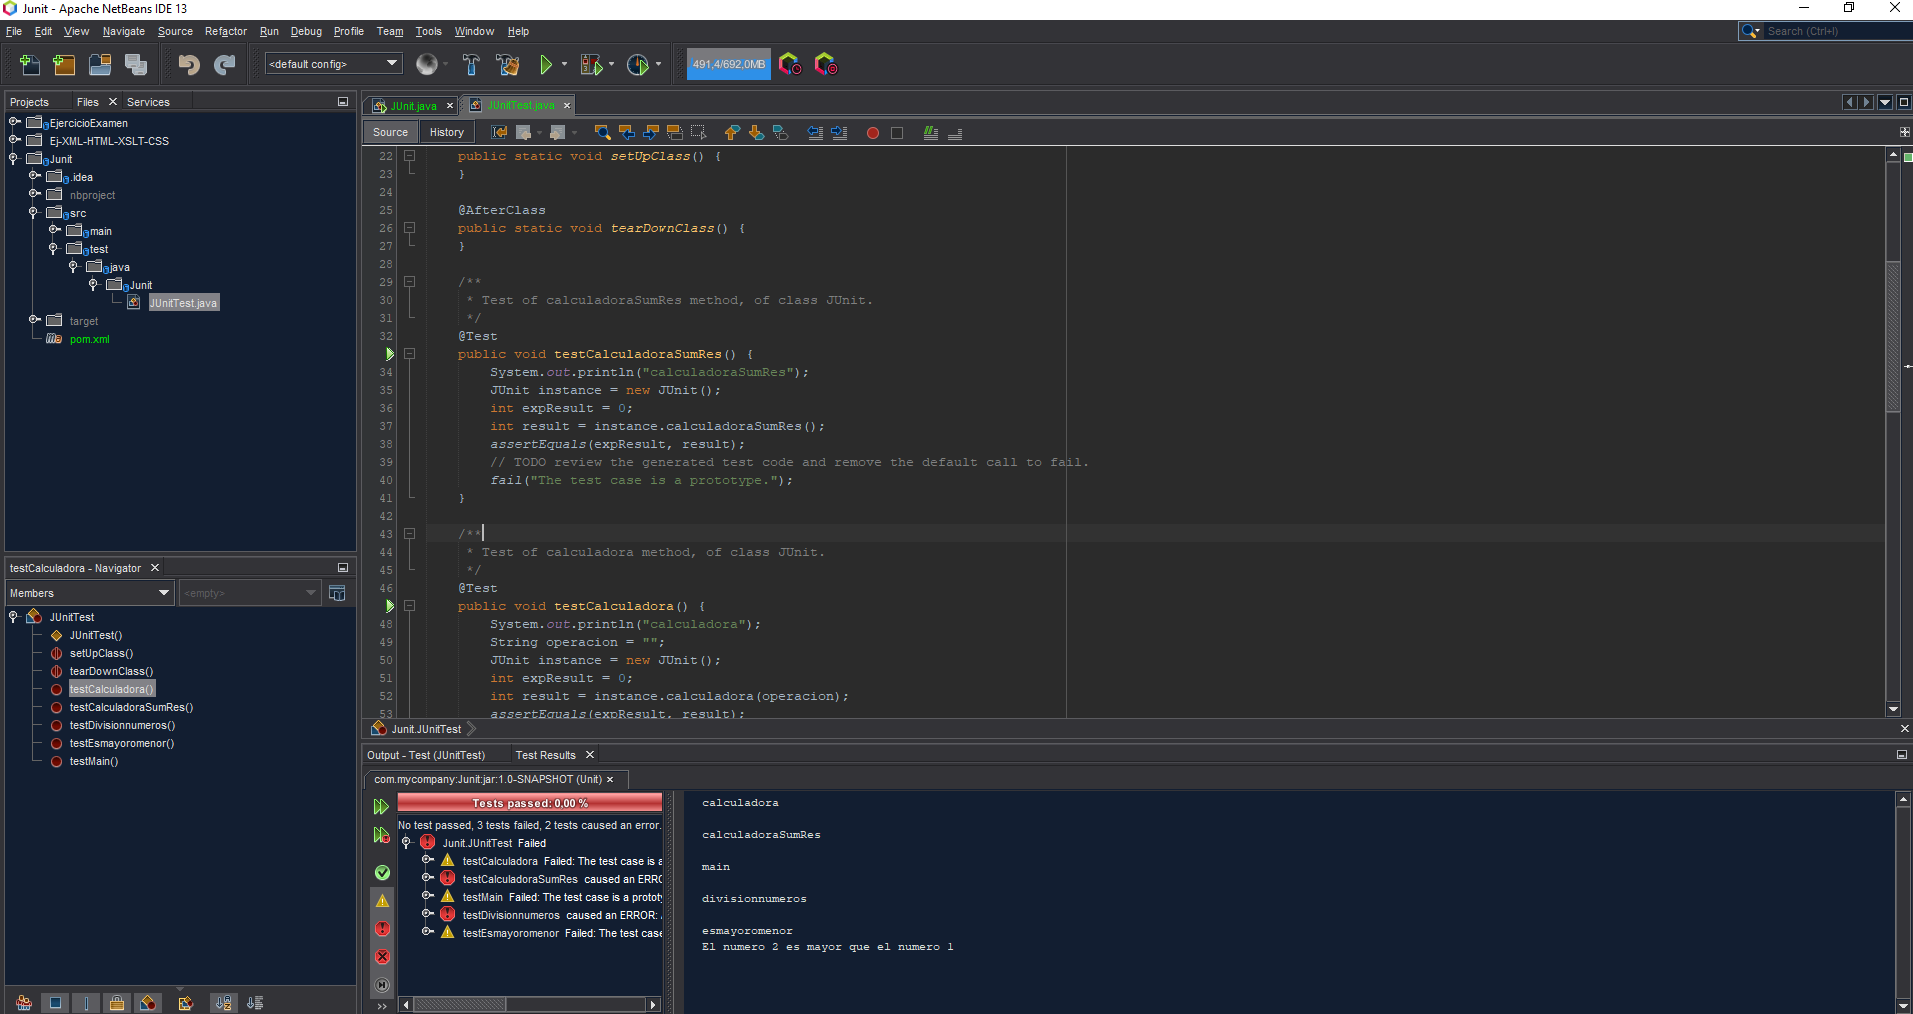 Junit - Apache NetBeans IDE 13
File Edit View Navigate Source Refactor Run Debug Profile Team Tools Window Help
Search (Ctrl+I)
<default config>
491,4/692,0MB
Projects Files Services
EjercicioExamen
Ej-XML-HTML-XSLT-CSS
Junit
.idea
nbproject
src
main
test
java
Junit
JUnitTest.java
target
pom.xml
testCalculadora - Navigator
Members
<empty>
JUnitTest
JUnitTest()
setUpClass()
tearDownClass()
testCalculadora()
testCalculadoraSumRes()
testDivisionnumeros()
testEsmayoromenor()
testMain()
JUnit.java JUnitTest.java
Source History
22 public static void setUpClass() {
23 }
24
25 @AfterClass
26 public static void tearDownClass() {
27 }
28
29 /**
30 * Test of calculadoraSumRes method, of class JUnit.
31 */
32 @Test
public void testCalculadoraSumRes() {
34 System.out.println("calculadoraSumRes");
35 JUnit instance = new JUnit();
36 int expResult = 0;
37 int result = instance.calculadoraSumRes();
38 assertEquals(expResult, result);
39 // TODO review the generated test code and remove the default call to fail.
40 fail("The test case is a prototype.");
41 }
42
43 /**
44 * Test of calculadora method, of class JUnit.
45 */
46 @Test
public void testCalculadora() {
48 System.out.println("calculadora");
49 String operacion = "";
50 JUnit instance = new JUnit();
51 int expResult = 0;
52 int result = instance.calculadora(operacion);
53 assertEquals(expResult, result);
Junit.JUnitTest
Output - Test (JUnitTest) Test Results
com.mycompany:Junit:jar:1.0-SNAPSHOT (Unit)
Tests passed: 0,00 %
No test passed, 3 tests failed, 2 tests caused an error.
Junit.JUnitTest Failed
testCalculadora Failed: The test case is a
testCalculadoraSumRes caused an ERRO
testMain Failed: The test case is a prototy
testDivisionnumeros caused an ERROR: .
testEsmayoromenor Failed: The test case
calculadora
calculadoraSumRes
main
divisionnumeros
esmayoromenor
El numero 2 es mayor que el numero 1